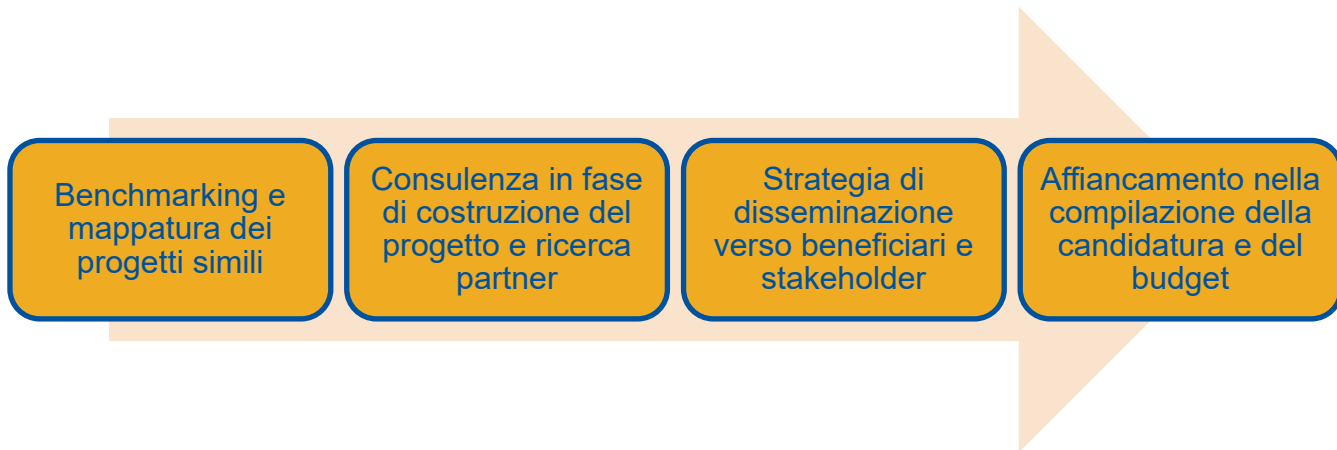 Benchmarking e
mappatura dei
progetti simili
Consulenza in fase
di costruzione del
progetto e ricerca
partner
Strategia di
disseminazione
verso beneficiari e
stakeholder
Affiancamento nella
compilazione della
candidatura e del
budget